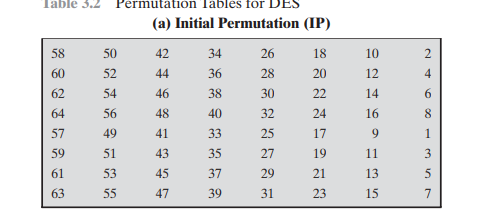 Table 3.2 Permutation Tables for DES
(a) Initial Permutation (IP)
58 50 42 34 26 18 10 2
60 52 44 36 28 20 12 4
62 54 46 38 30 22 14 6
64 56 48 40 32 24 16 8
57 49 41 33 25 17 9 1
59 51 43 35 27 19 11 3
61 53 45 37 29 21 13 5
63 55 47 39 31 23 15 7